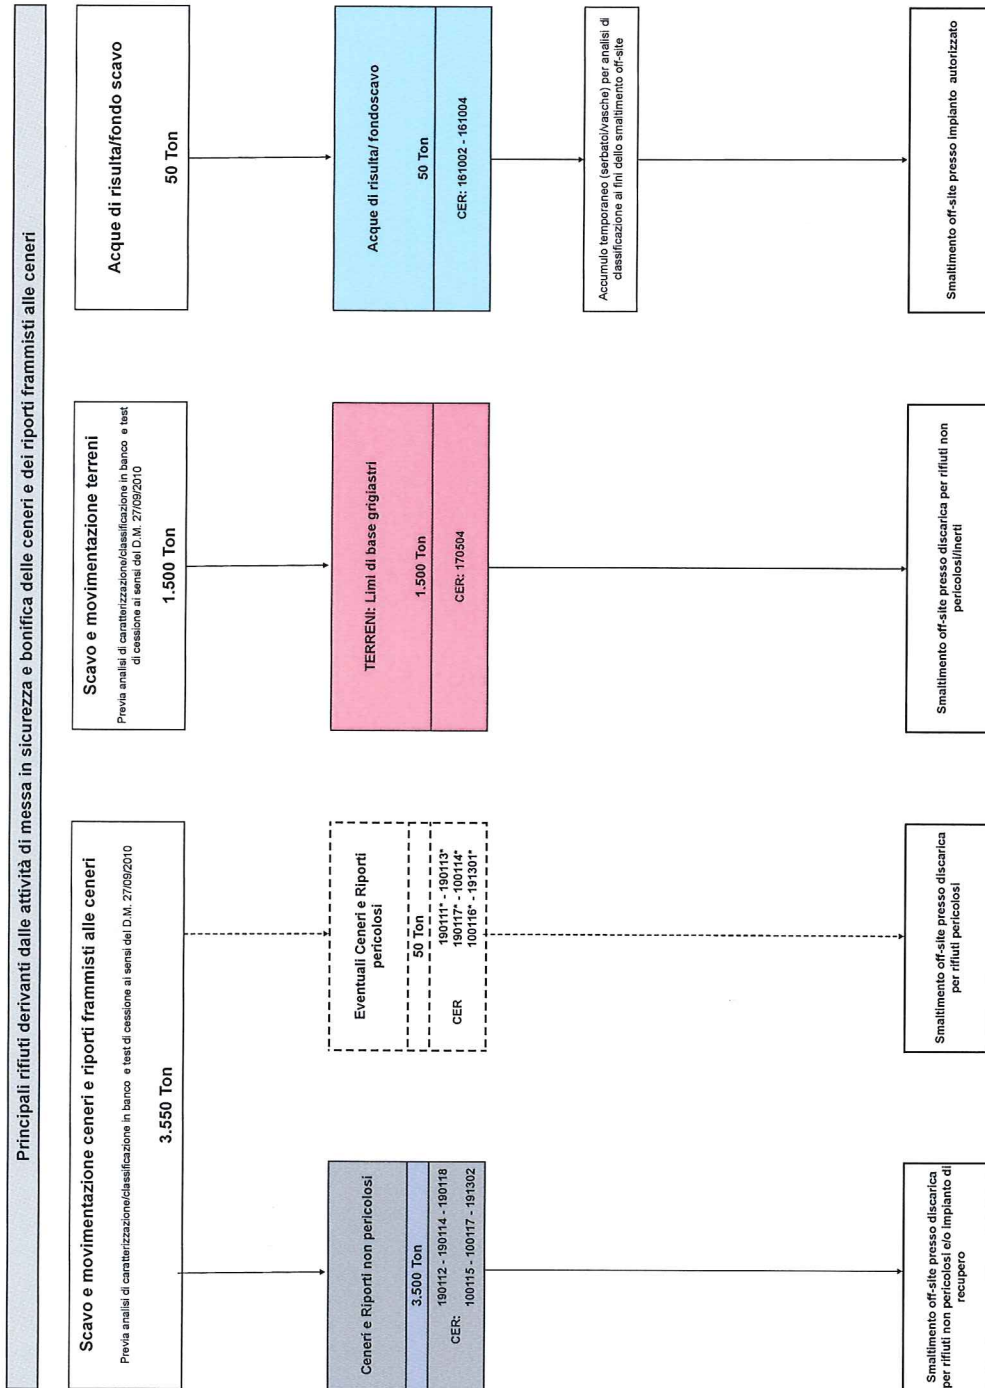 Principali rifiuti derivanti dalle attività di messa in sicurezza e bonifica delle ceneri e dei riporti frammisti alle ceneri
Scavo e movimentazione ceneri e riporti frammisti alle ceneri
Previa analisi di caratterizzazione/classificazione in banco e test di cessione ai sensi del D.M. 27/09/2010
3.550 Ton
Ceneri e Riporti non pericolosi
3.500 Ton
190112 - 190114 - 190118
CER:
100115 - 100117 - 191302
Smaltimento off-site presso discarica
per rifiuti non pericolosi e/o impianto di
recupero
Eventuali Ceneri e Riporti
pericolosi
50 Ton
190111* - 190113*
190117* - 100114*
100116* - 191301*
CER
Smaltimento off-site presso discarica
per rifiuti pericolosi
Scavo e movimentazione terreni
Previa analisi di caratterizzazione/classificazione in banco e test
di cessione ai sensi del D.M. 27/09/2010
1.500 Ton
TERRENI: Limi di base grigiastri
1.500 Ton
CER: 170504
Smaltimento off-site presso discarica per rifiuti non
pericolosi/inerti
Acque di risulta/fondo scavo
50 Ton
Acque di risulta/ fondoscavo
50 Ton
CER: 161002 - 161004
Accumulo temporaneo (serbatoi/vasche) per analisi di
classificazione ai fini dello smaltimento off-site
Smaltimento off-site presso impianto autorizzato